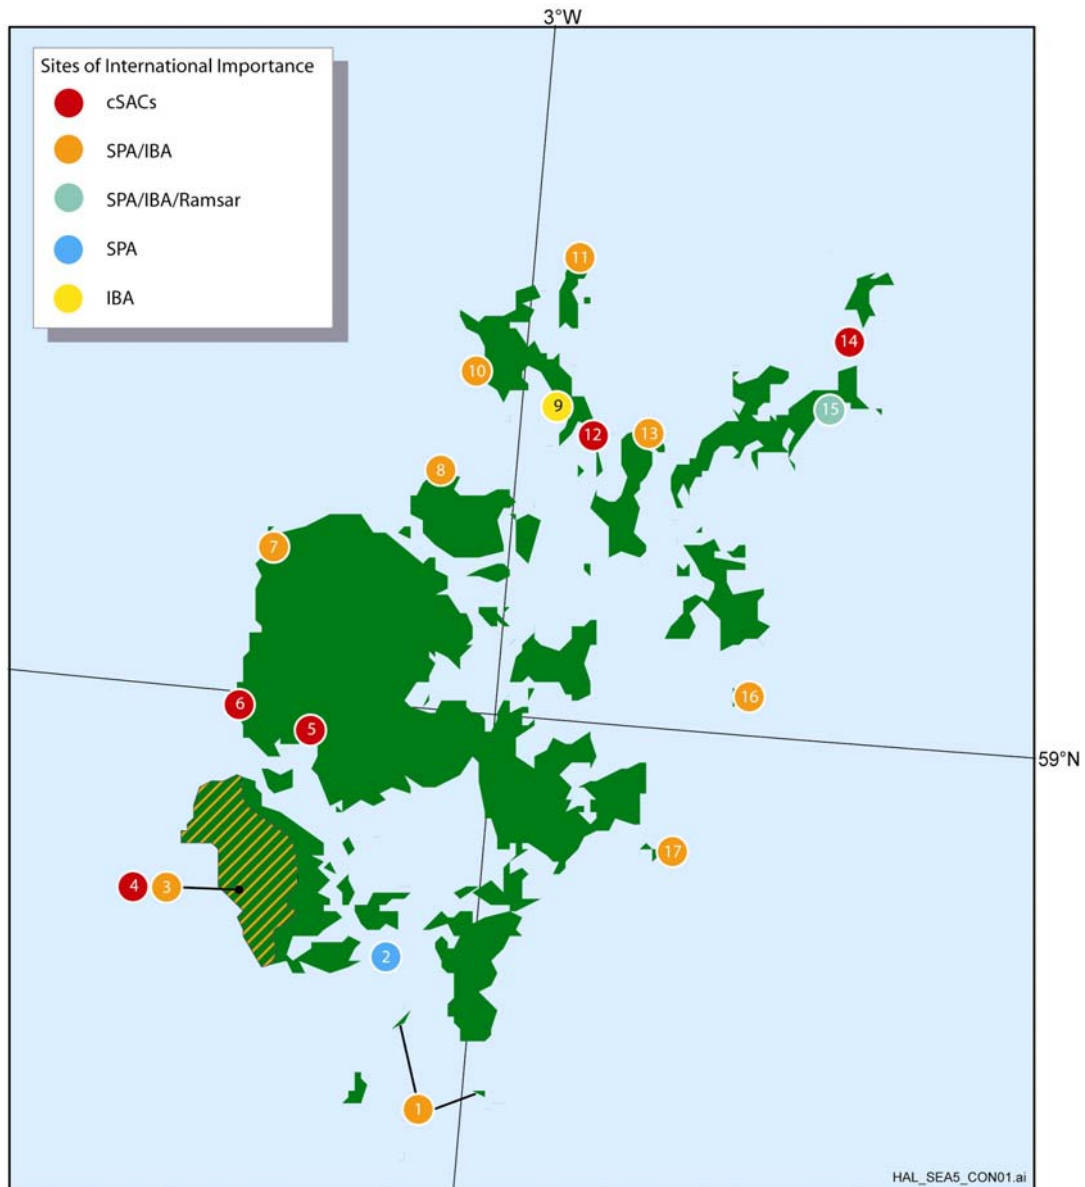 3°W
Sites of International Importance
cSACs
SPA/IBA
SPA/IBA/Ramsar
SPA
IBA
11
14
10
9
15
12
13
8
7
16
6
5
17
4
3
2
1
59°N
HAL_SEA5_CON01.ai